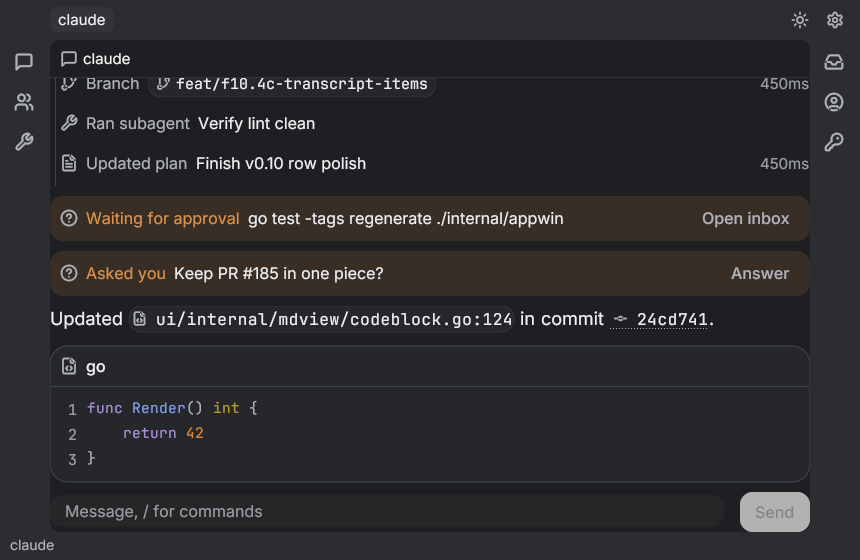 claude
claude
Branch feat/f10.4c-transcript-items 450ms
Ran subagent Verify lint clean
Updated plan Finish v0.10 row polish 450ms
Waiting for approval go test -tags regenerate ./internal/appwin Open inbox
Asked you Keep PR #185 in one piece? Answer
Updated ui/internal/mdview/codeblock.go:124 in commit 24cd741.
go
1 func Render() int {
2     return 42
3 }
Message, / for commands Send
claude